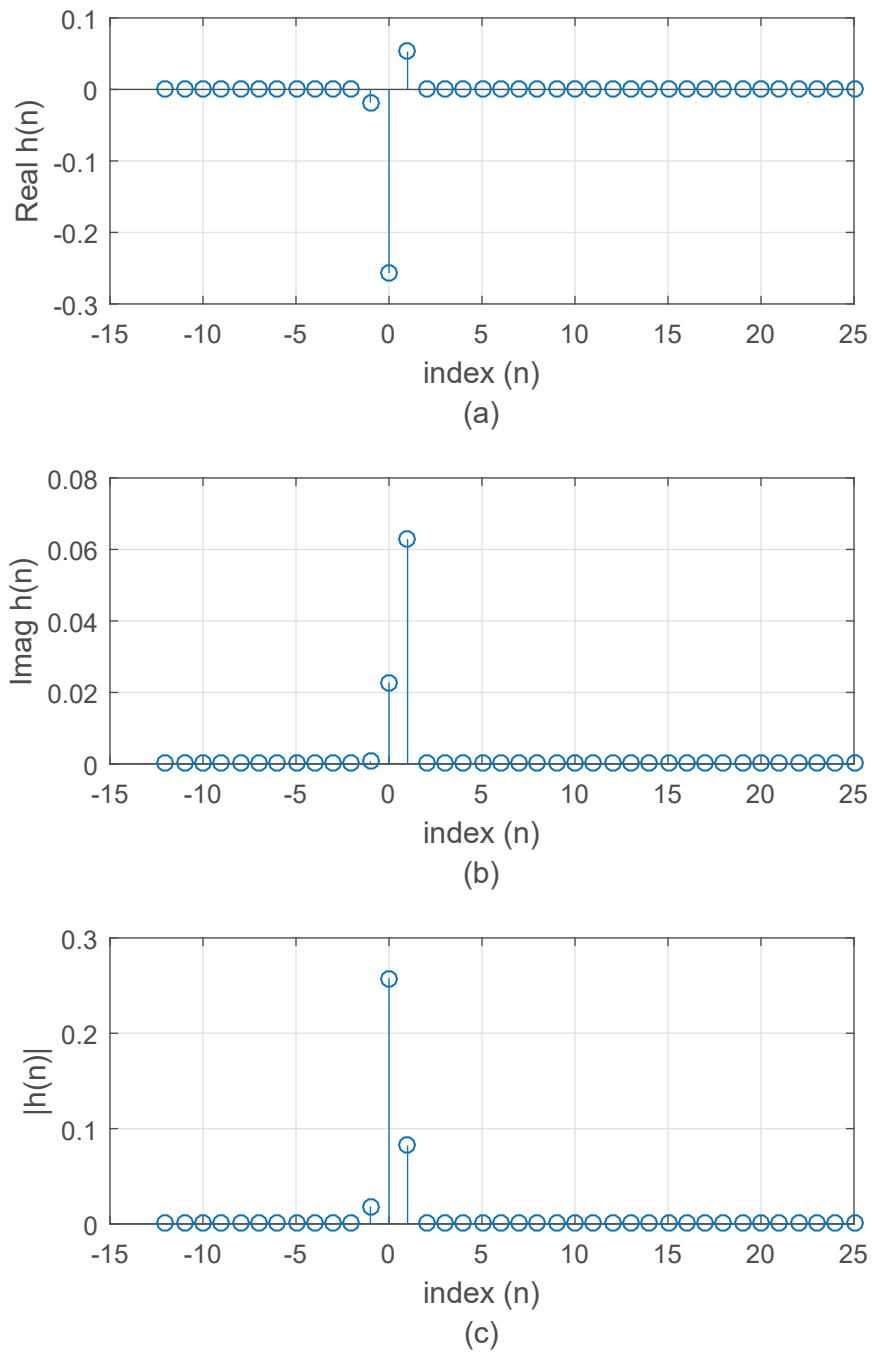 0.1
0
-0.1
-0.2
-0.3
Real h(n)
-15 -10 -5 0 5 10 15 20 25
index (n)
(a)
0.08
0.06
0.04
0.02
0
Imag h(n)
-15 -10 -5 0 5 10 15 20 25
index (n)
(b)
0.3
0.2
0.1
0
|h(n)|
-15 -10 -5 0 5 10 15 20 25
index (n)
(c)